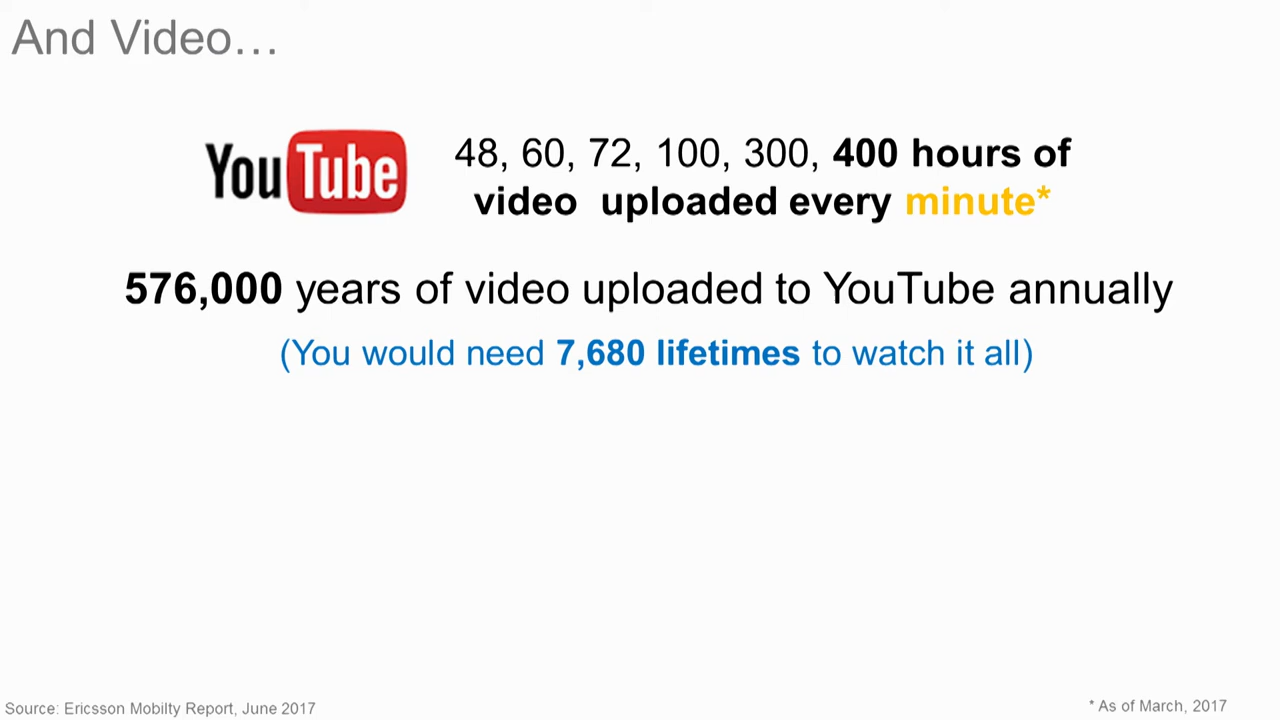 And Video…
YouTube
48, 60, 72, 100, 300, 400 hours of
video uploaded every minute*
576,000 years of video uploaded to YouTube annually
(You would need 7,680 lifetimes to watch it all)
Source: Ericsson Mobilty Report, June 2017
* As of March, 2017